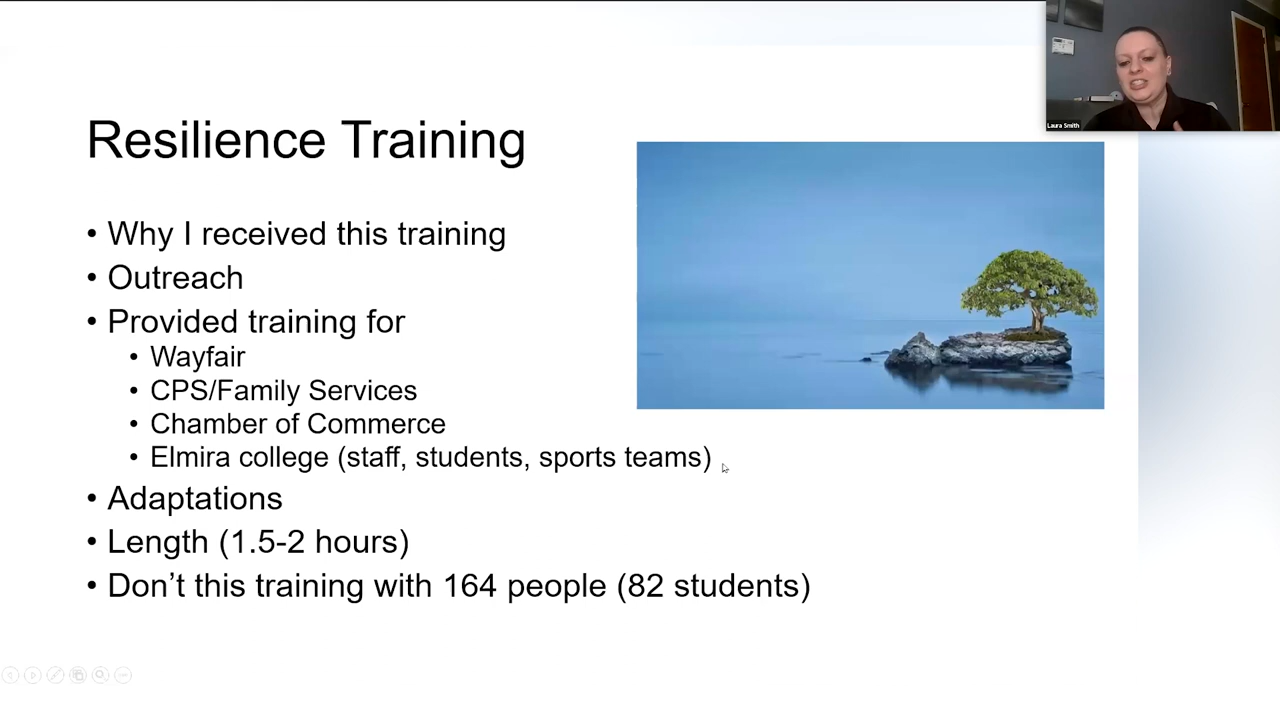 Laura Smith
Resilience Training
• Why I received this training
• Outreach
• Provided training for
• Wayfair
• CPS/Family Services
• Chamber of Commerce
• Elmira college (staff, students, sports teams)
• Adaptations
• Length (1.5-2 hours)
• Don’t this training with 164 people (82 students)